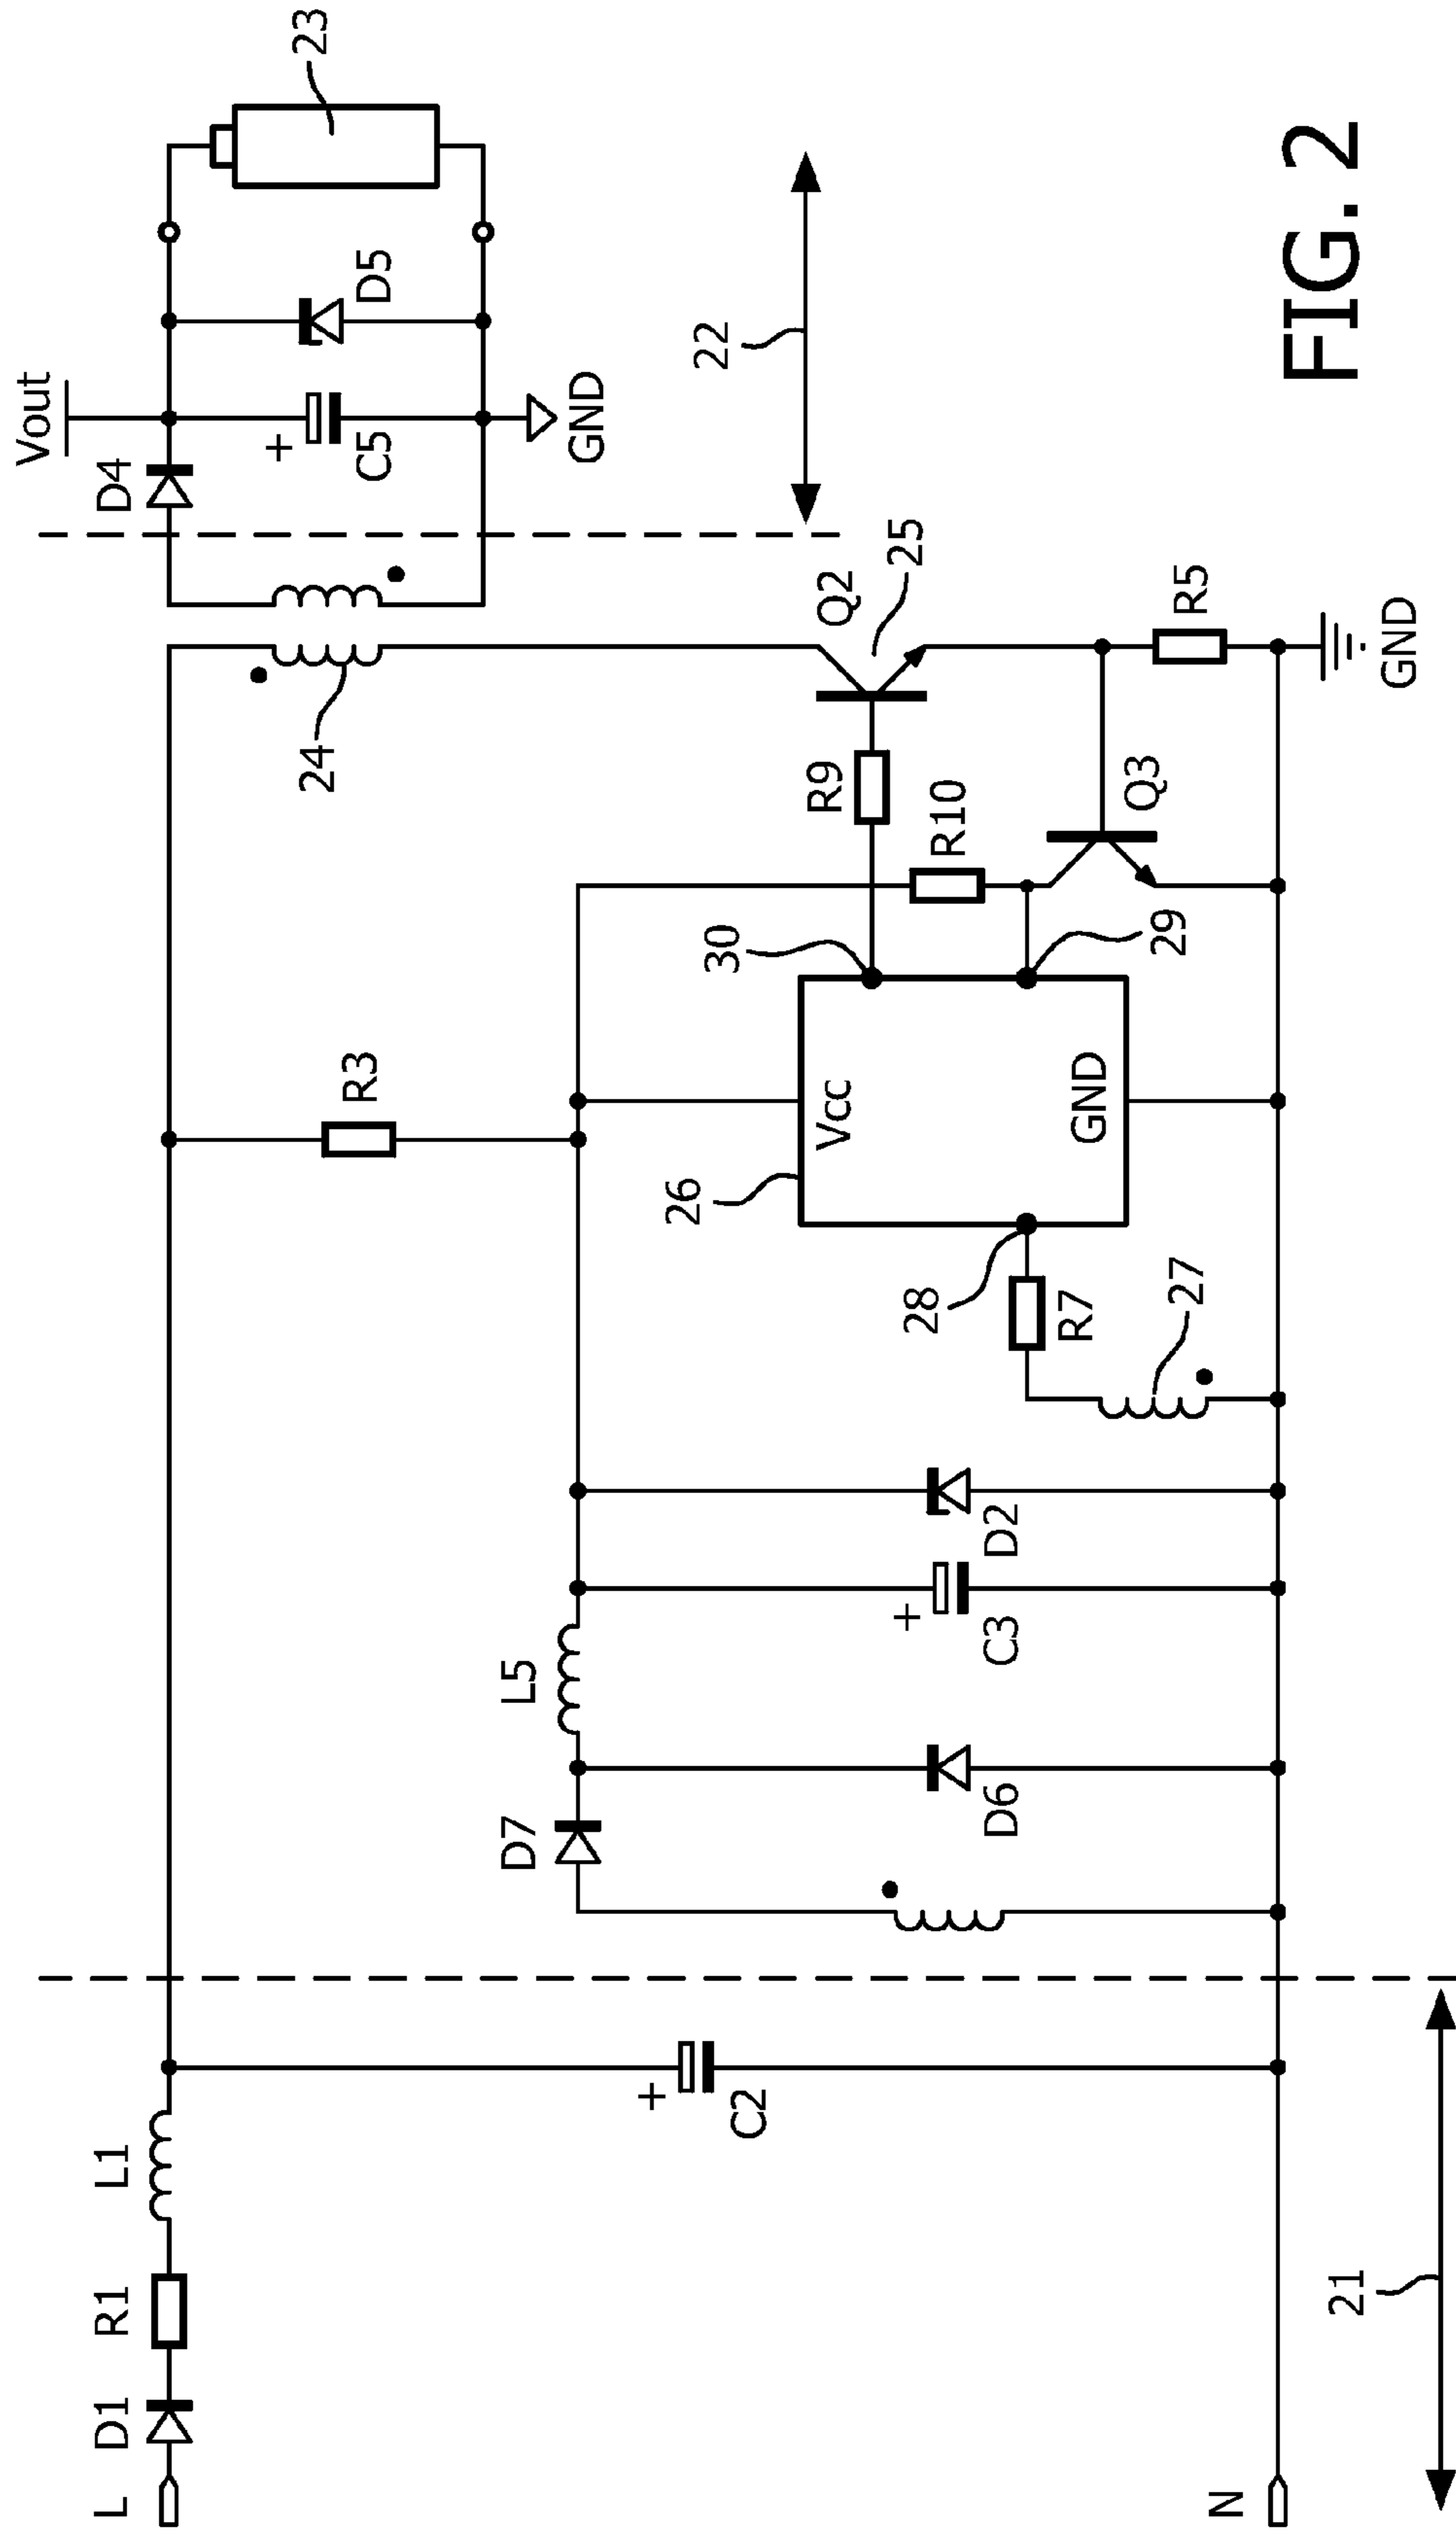 Vout
D4
+
C5
D5
GND
23
22
24
Q2
25
R9
R10
Q3
R5
GND
30
29
R3
26
Vcc
GND
28
R7
27
D2
+
C3
L5
D7
D6
+
C2
L
D1
R1
L1
N
21
FIG. 2